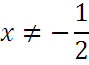 x ≠ -1/2